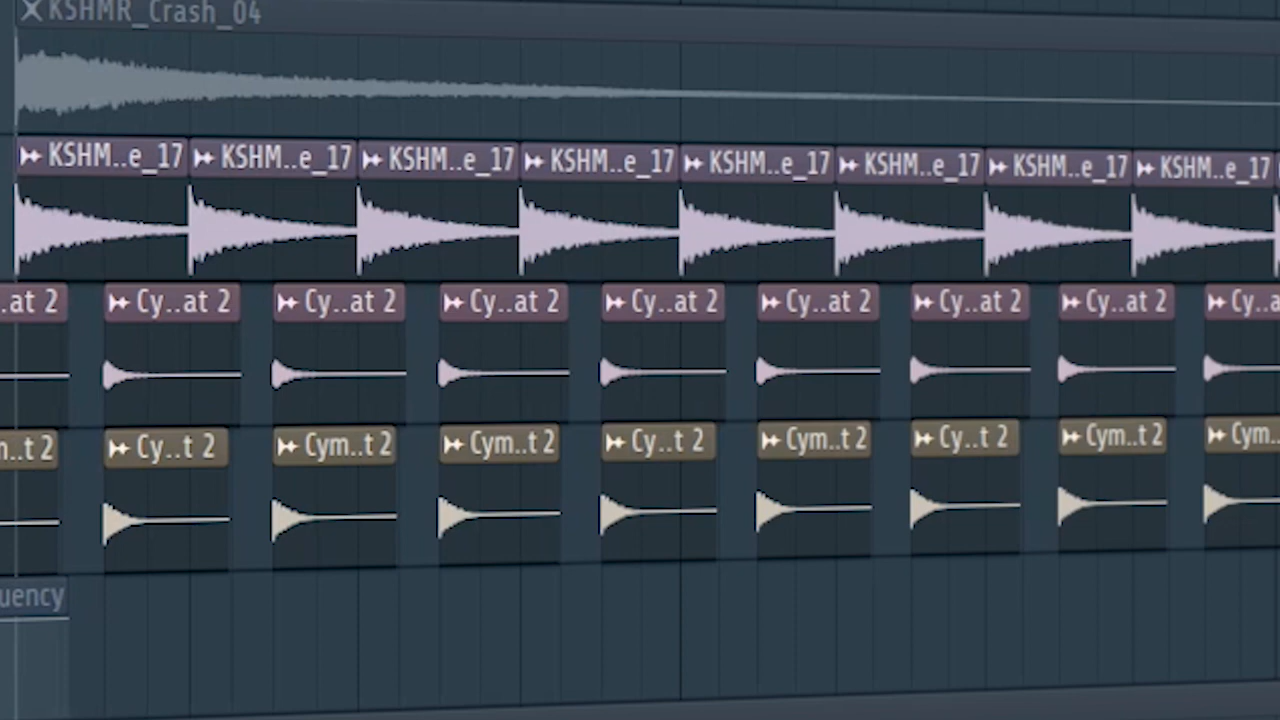 KSHMR_Crash_04
KSHM..e_17 KSHM..e_17 KSHM..e_17 KSHM..e_17 KSHM..e_17 KSHM..e_17 KSHM..e_17 KSHM..e_17
.at 2 Cy..at 2 Cy..at 2 Cy..at 2 Cy..at 2 Cy..at 2 Cy..at 2 Cy..at 2 Cy..a
n..t 2 Cy..t 2 Cym..t 2 Cym..t 2 Cy..t 2 Cym..t 2 Cy..t 2 Cym..t 2 Cym..
uency